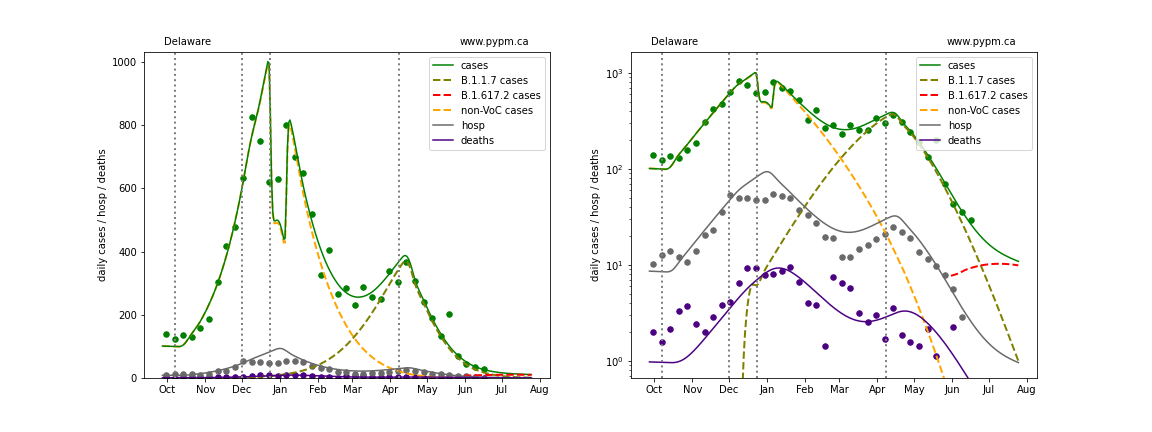 Delaware www.pypm.ca
cases
B.1.1.7 cases
B.1.617.2 cases
non-VoC cases
hosp
deaths
daily cases / hosp / deaths
1000
800
600
400
200
0
Oct Nov Dec Jan Feb Mar Apr May Jun Jul Aug
Delaware www.pypm.ca
cases
B.1.1.7 cases
B.1.617.2 cases
non-VoC cases
hosp
deaths
daily cases / hosp / deaths
10³
10²
10¹
10⁰
Oct Nov Dec Jan Feb Mar Apr May Jun Jul Aug